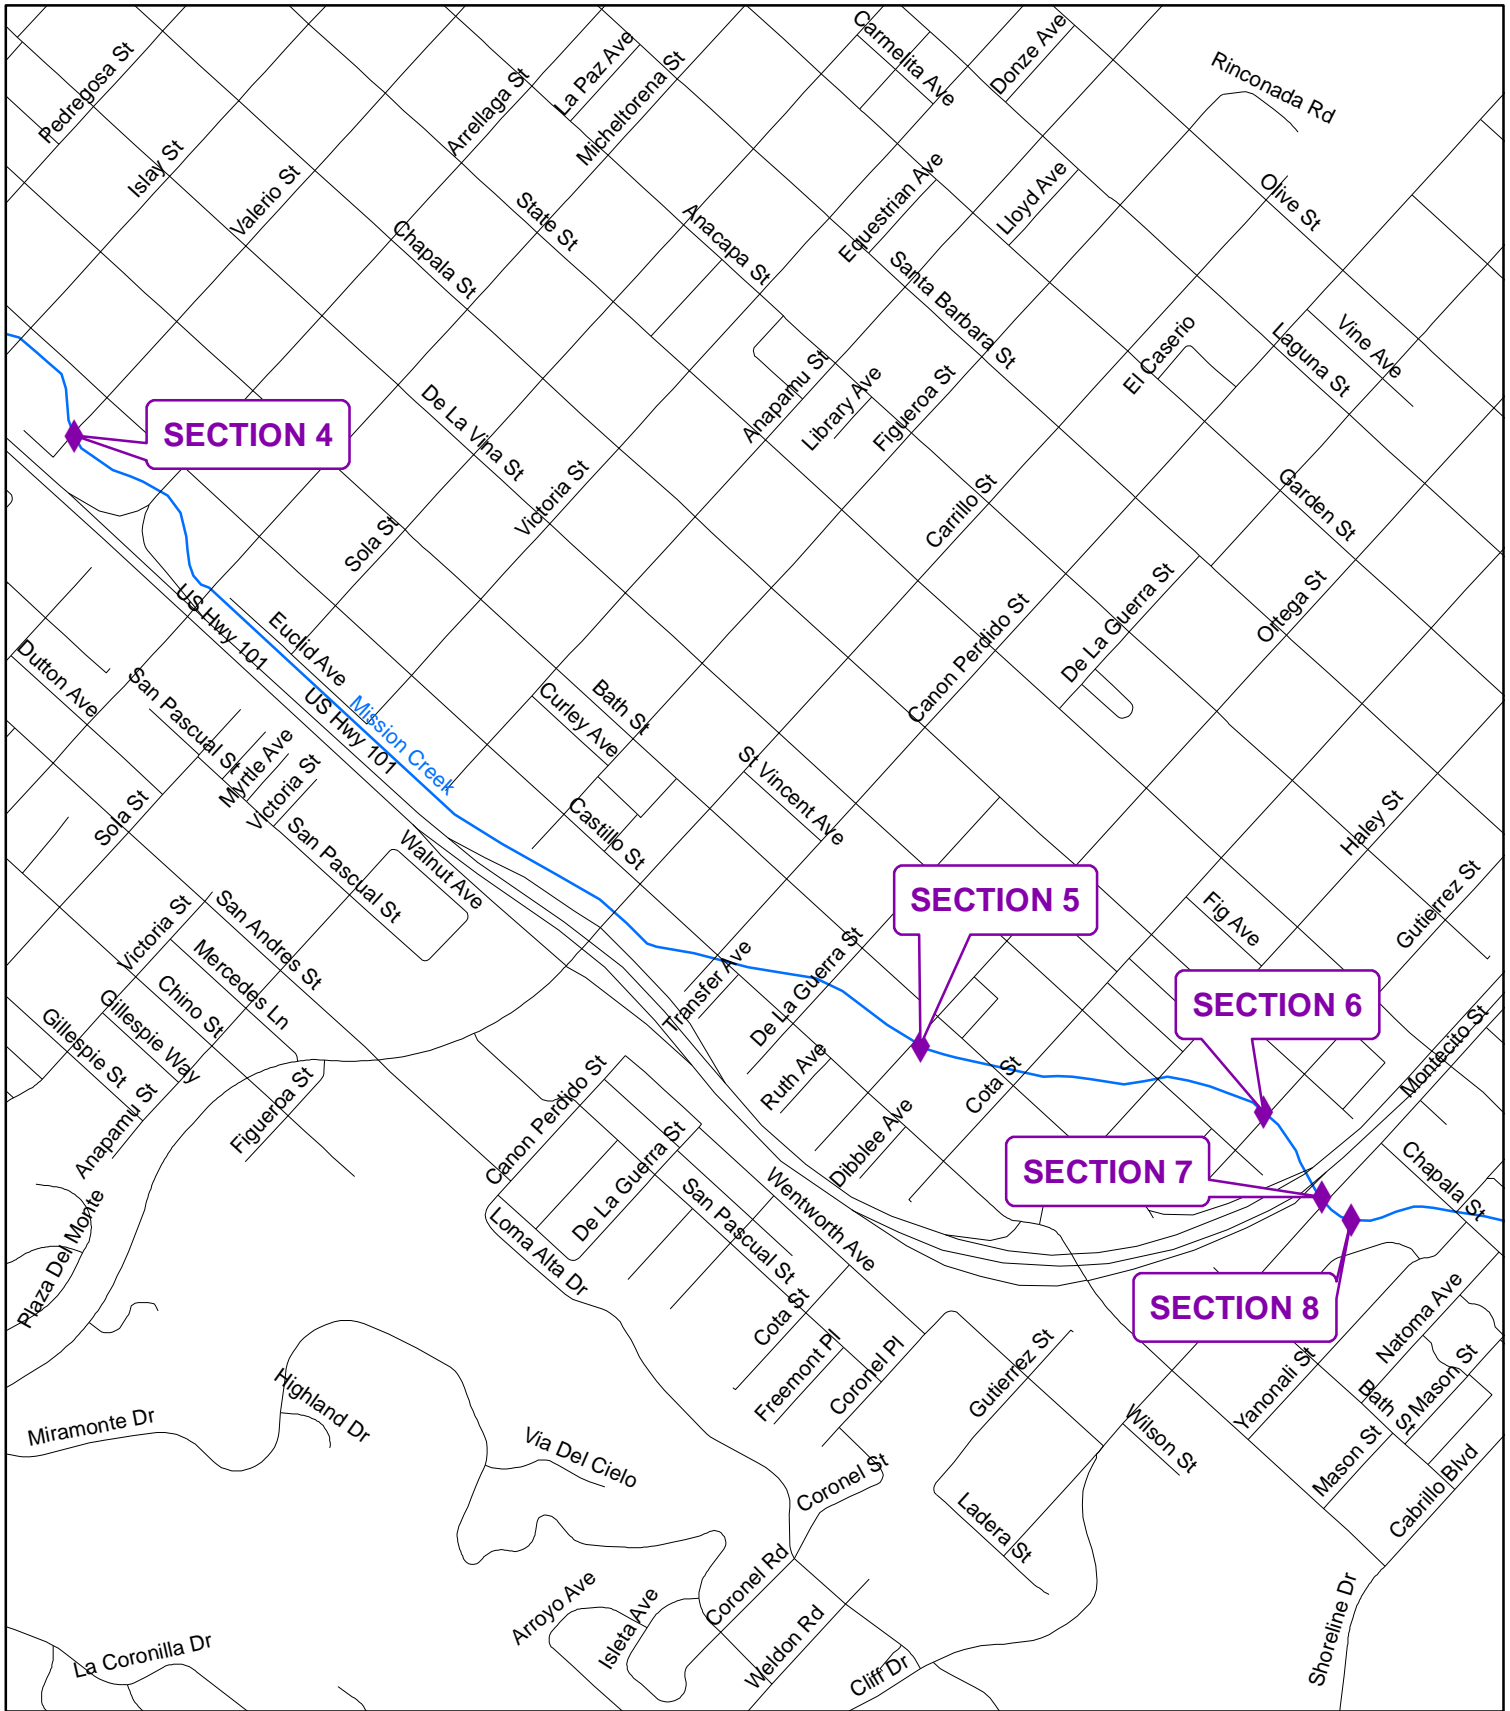 Carmelita Ave
Donze Ave
Rinconada Rd
Pedregosa St
La Paz Ave
Arrellaga St
Micheltorena St
Islay St
Valerio St
State St
Chapala St
Anacapa St
Equestrian Ave
Lloyd Ave
Olive St
Santa Barbara St
El Caserio
Laguna St
Vine Ave
Anapamu St
Library Ave
Figueroa St
SECTION 4
De La Vina St
Victoria St
Sola St
Carrillo St
Garden St
US Hwy 101
Euclid Ave
Canon Perdido St
De La Guerra St
Ortega St
Dutton Ave
San Pascual St
US Hwy 101
Mission Creek
Curley Ave
Bath St
Myrtle Ave
Victoria St
St Vincent Ave
Sola St
San Pascual St
Walnut Ave
Castillo St
Haley St
SECTION 5
Fig Ave
Gutierrez St
Victoria St
San Andres St
Mercedes Ln
Chino St
Gillespie Way
Gillespie St
Transfer Ave
De La Guerra St
SECTION 6
Montecito St
Ruth Ave
Cota St
Anapamu St
Figueroa St
Canon Perdido St
De La Guerra St
Dibblee Ave
SECTION 7
Chapala St
Plaza Del Monte
Loma Alta Dr
San Pascual St
Wentworth Ave
SECTION 8
Cota St
Natoma Ave
Freemont Pl
Coronel Pl
Gutierrez St
Yanonali St
Mason St
Bath St
Highland Dr
Miramonte Dr
Via Del Cielo
Wilson St
Mason St
Coronel St
Cabrillo Blvd
Ladera St
Coronel Rd
Arroyo Ave
Isleta Ave
Weldon Rd
Shoreline Dr
La Coronilla Dr
Cliff Dr